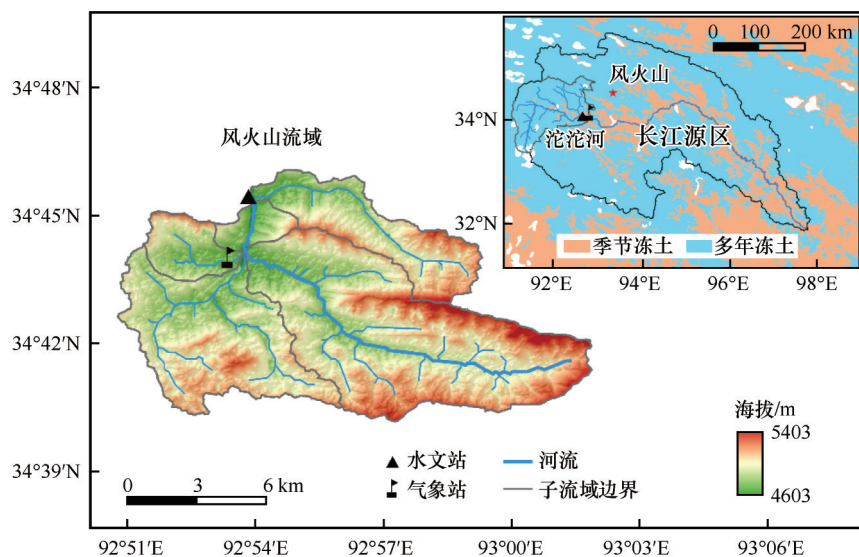 0 100 200 km
34°48′N
风火山
34°N
风火山流域
长江源区
沱沱河
34°45′N
32°N
季节冻土 多年冻土
92°E 94°E 96°E 98°E
34°42′N
海拔/m
5403
4603
34°39′N
0 3 6 km
水文站 河流
气象站 子流域边界
92°51′E 92°54′E 92°57′E 93°00′E 93°03′E 93°06′E